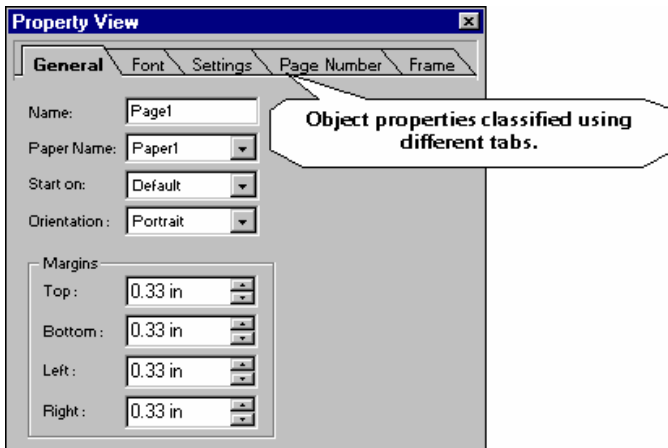 Property View
General Font Settings Page Number Frame
Object properties classified using
different tabs.
Name: Page1
Paper Name: Paper1
Start on: Default
Orientation : Portrait
Margins
Top : 0.33 in
Bottom : 0.33 in
Left : 0.33 in
Right : 0.33 in